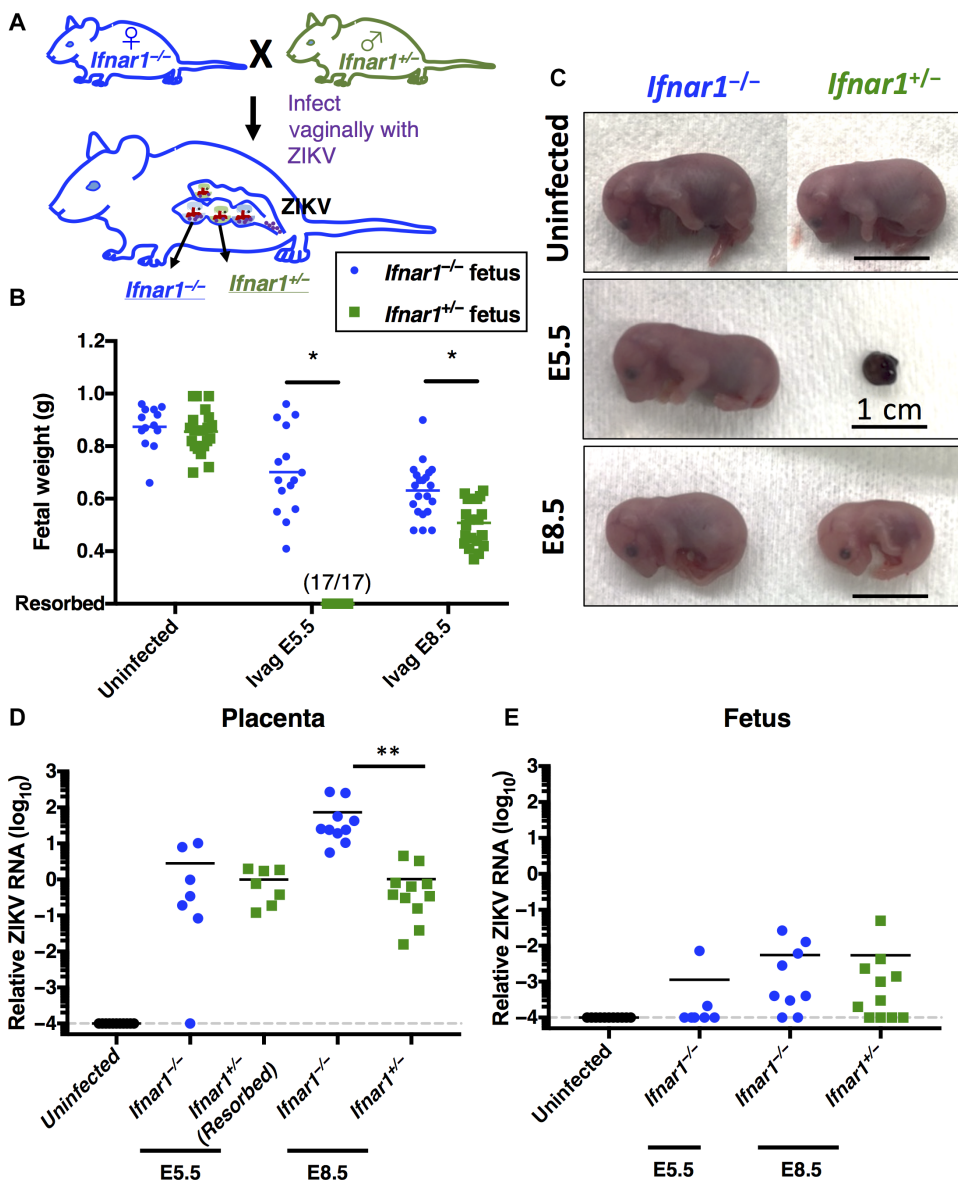 A
♀
Ifnar1–/–
X
♂
Ifnar1+/–
Infect
vaginally with
ZIKV
ZIKV
Ifnar1–/–
Ifnar1+/–
B
Ifnar1–/– fetus
Ifnar1+/– fetus
Fetal weight (g)
1.2
1.0
0.8
0.6
0.4
Resorbed
*
*
(17/17)
Uninfected
Ivag E5.5
Ivag E8.5
C
Ifnar1–/–
Ifnar1+/–
Uninfected
E5.5
1 cm
E8.5
D
Placenta
Relative ZIKV RNA (log10)
3
2
1
0
–1
–2
–3
–4
**
Uninfected
Ifnar1–/–
Ifnar1+/–
(Resorbed)
Ifnar1–/–
Ifnar1+/–
E5.5
E8.5
E
Fetus
Relative ZIKV RNA (log10)
3
2
1
0
–1
–2
–3
–4
Uninfected
Ifnar1–/–
Ifnar1–/–
Ifnar1+/–
E5.5
E8.5